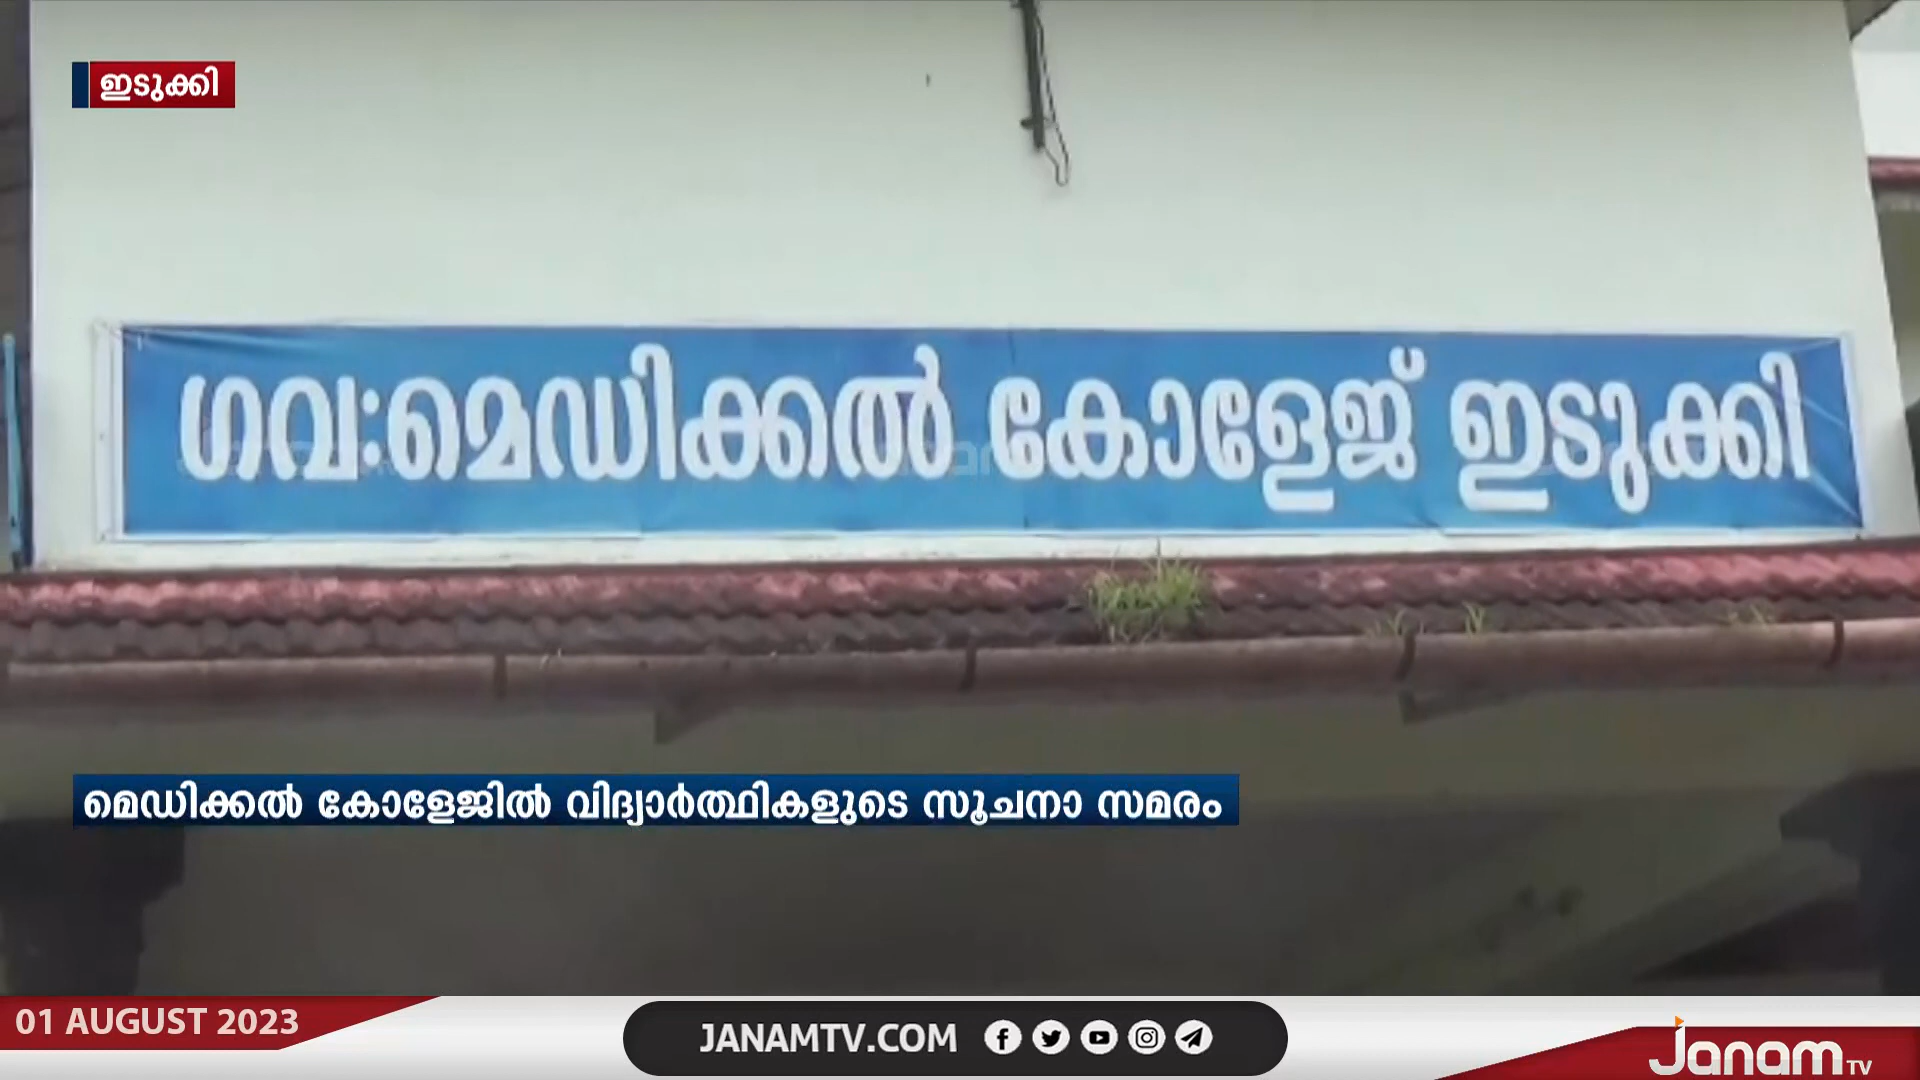 ഇടുക്കി
ഗവ:മെഡിക്കൽ കോളേജ് ഇടുക്കി
മെഡിക്കൽ കോളേജിൽ വിദ്യാർത്ഥികളുടെ സൂചനാ സമരം
01 AUGUST 2023
JANAMTV.COM
Janam TV